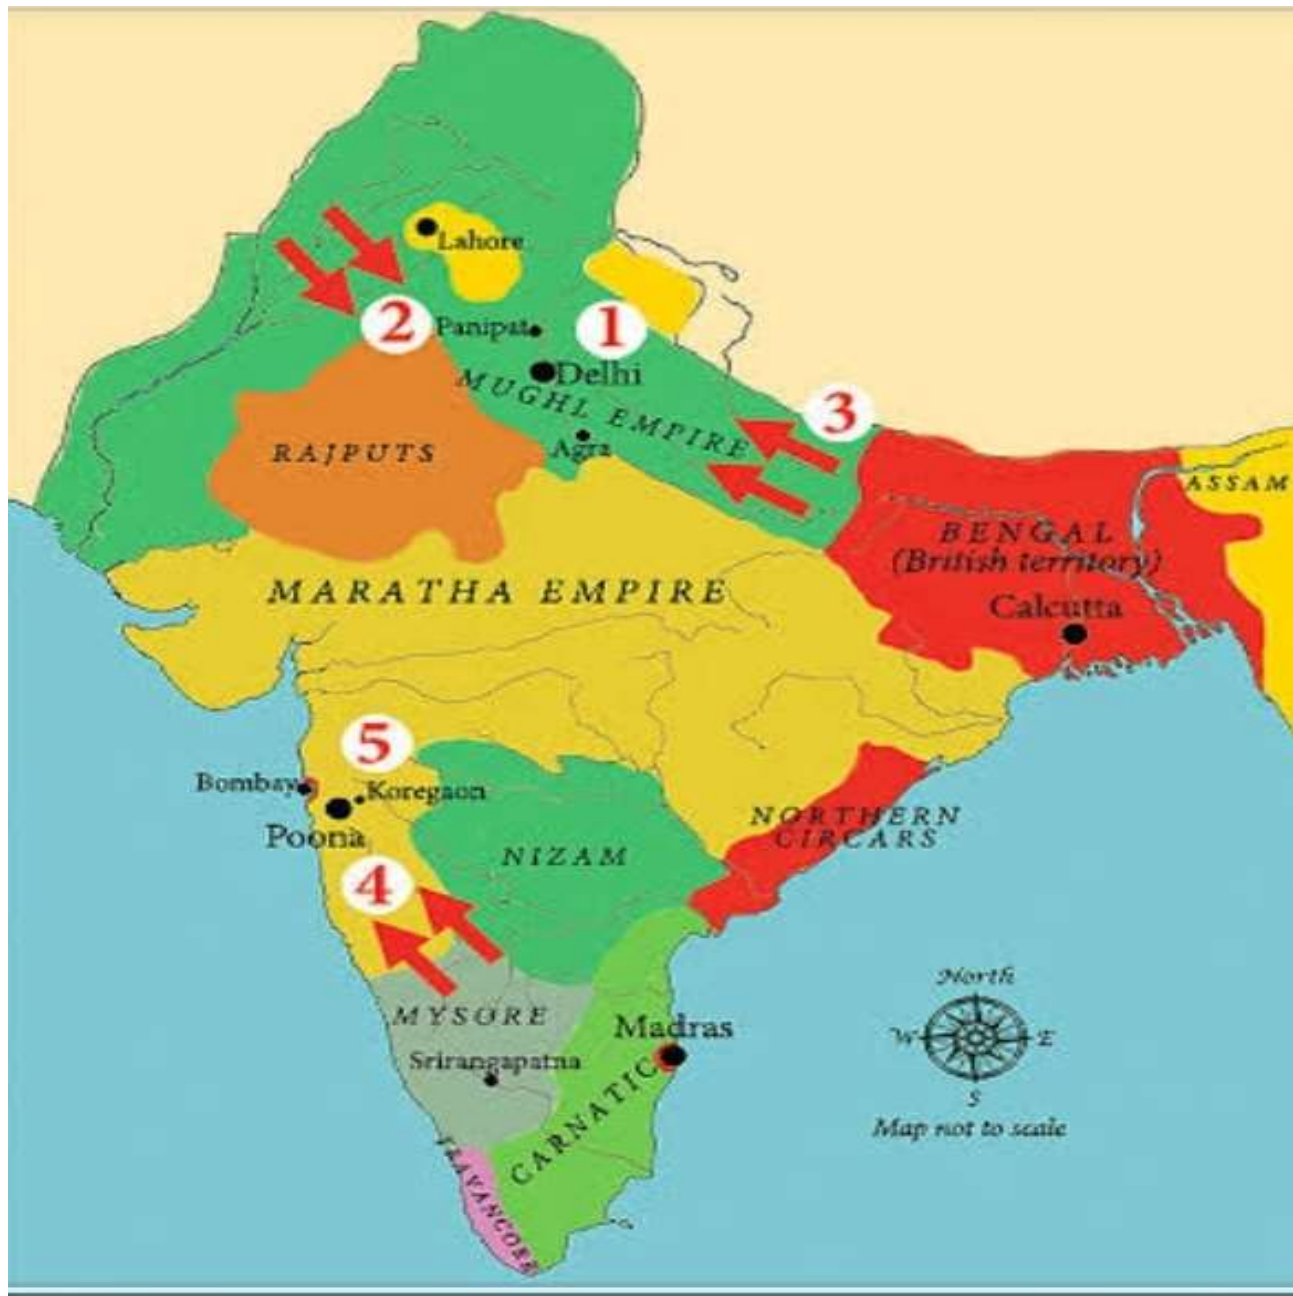 Lahore
2
Panipat
1
Delhi
MUGHL EMPIRE
3
RAJPUTS
Agra
ASSAM
BENGAL
(British territory)
MARATHA EMPIRE
Calcutta
5
Bombay
Koregaon
Poona
NORTHERN
CIRCARS
NIZAM
4
North
MYSORE
Madras
W
E
Srirangapatna
S
CARNATIC
Map not to scale
TRAVANCORE